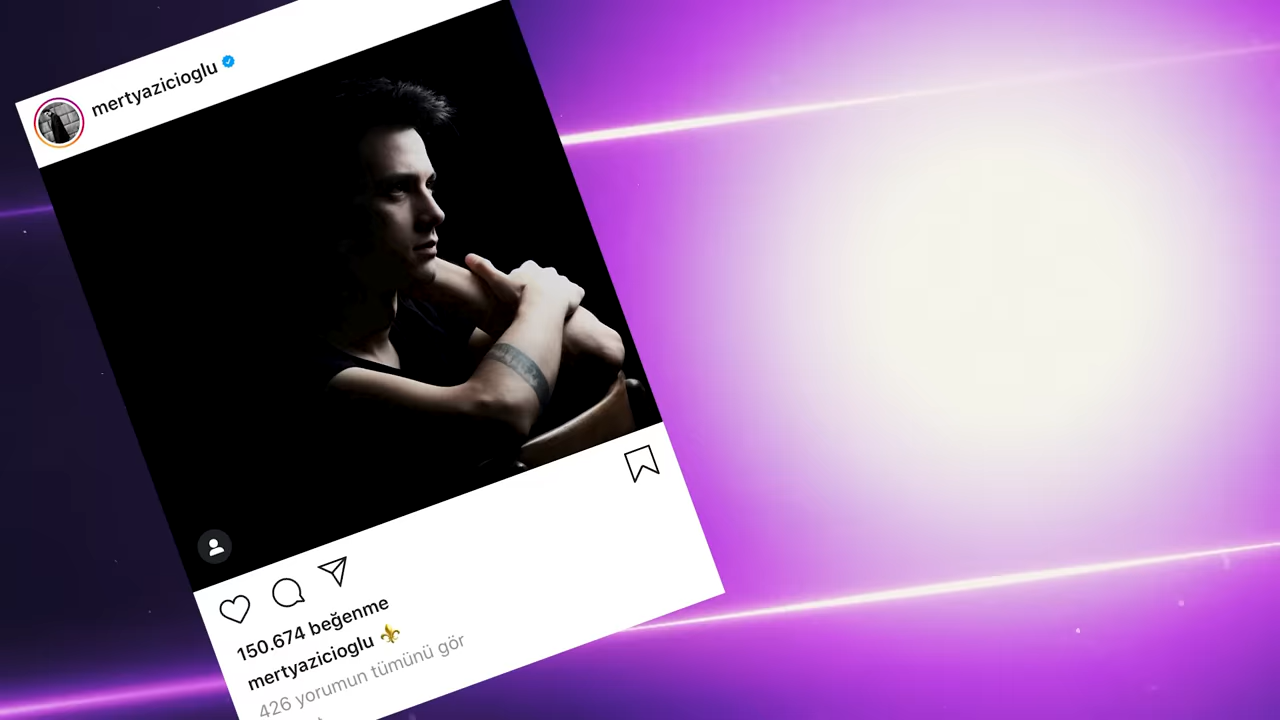 mertyazicioglu
150.674 beğenme
mertyazicioglu ⚜️
426 yorumun tümünü gör